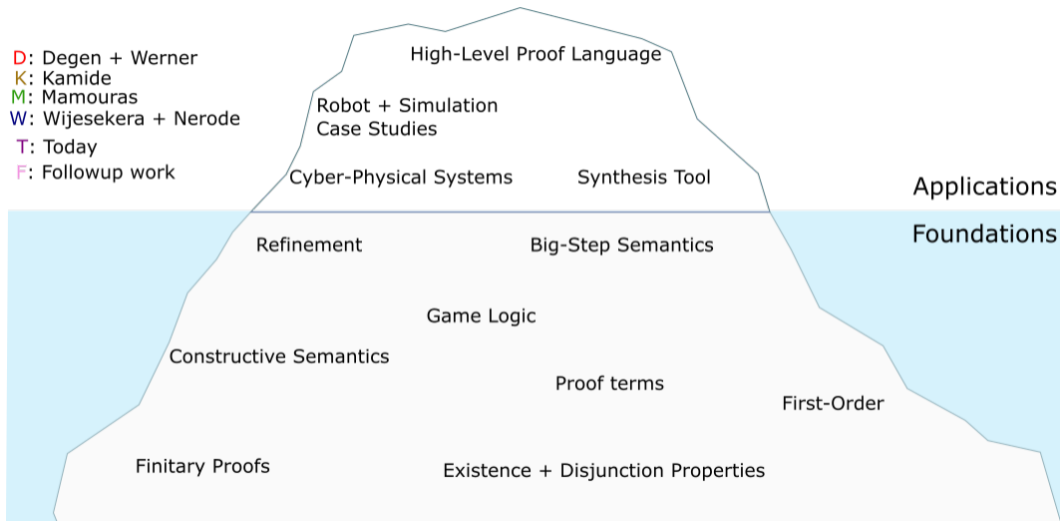 High-Level Proof Language
D: Degen + Werner
K: Kamide
M: Mamouras
W: Wijesekera + Nerode
T: Today
F: Followup work
Robot + Simulation
Case Studies
Cyber-Physical Systems
Synthesis Tool
Applications
Foundations
Refinement
Big-Step Semantics
Game Logic
Constructive Semantics
Proof terms
First-Order
Finitary Proofs
Existence + Disjunction Properties